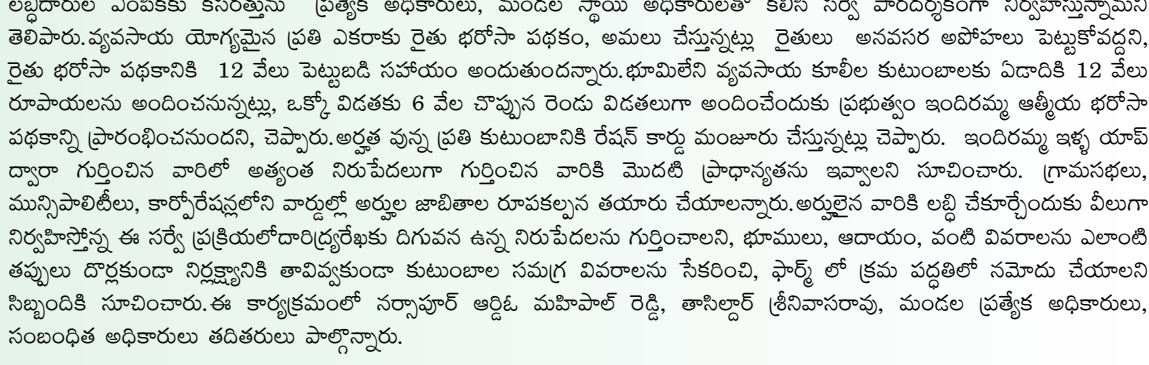 లబ్ధిదారుల ఎంపికకు కసరత్తును ప్రత్యేక అధికారులు, మండల స్థాయి అధికారులతో కలిసి సర్వే పారదర్శకంగా నిర్వహిస్తున్నామని
తెలిపారు.వ్యవసాయ యోగ్యమైన ప్రతి ఎకరాకు రైతు భరోసా పథకం, అమలు చేస్తున్నట్లు రైతులు అనవసర అపోహలు పెట్టుకోవద్దని,
రైతు భరోసా పథకానికి 12 వేలు పెట్టుబడి సహాయం అందుతుందన్నారు.భూమిలేని వ్యవసాయ కూలీల కుటుంబాలకు ఏడాదికి 12 వేలు
రూపాయలను అందించనున్నట్లు, ఒక్కో విడతకు 6 వేల చొప్పున రెండు విడతలుగా అందించేందుకు ప్రభుత్వం ఇందిరమ్మ ఆత్మీయ భరోసా
పథకాన్ని ప్రారంభించనుందని, చెప్పారు.అర్హత వున్న ప్రతి కుటుంబానికి రేషన్ కార్డు మంజూరు చేస్తున్నట్లు చెప్పారు. ఇందిరమ్మ ఇళ్ళ యాప్
ద్వారా గుర్తించిన వారిలో అత్యంత నిరుపేదలుగా గుర్తించిన వారికి మొదటి ప్రాధాన్యతను ఇవ్వాలని సూచించారు. గ్రామసభలు,
మున్సిపాలిటీలు, కార్పోరేషన్లలోని వార్డుల్లో అర్హుల జాబితాల రూపకల్పన తయారు చేయాలన్నారు.అర్హులైన వారికి లబ్ధి చేకూర్చేందుకు వీలుగా
నిర్వహిస్తోన్న ఈ సర్వే ప్రక్రియలోదారిద్ర్యరేఖకు దిగువన ఉన్న నిరుపేదలను గుర్తించాలని, భూములు, ఆదాయం, వంటి వివరాలను ఎలాంటి
తప్పులు దొర్లకుండా నిర్లక్ష్యానికి తావివ్వకుండా కుటుంబాల సమగ్ర వివరాలను సేకరించి, ఫార్మ్ లో క్రమ పద్ధతిలో నమోదు చేయాలని
సిబ్బందికి సూచించారు.ఈ కార్యక్రమంలో నర్సాపూర్ ఆర్డిఓ మహిపాల్ రెడ్డి, తాసిల్దార్ శ్రీనివాసరావు, మండల ప్రత్యేక అధికారులు,
సంబంధిత అధికారులు తదితరులు పాల్గొన్నారు.